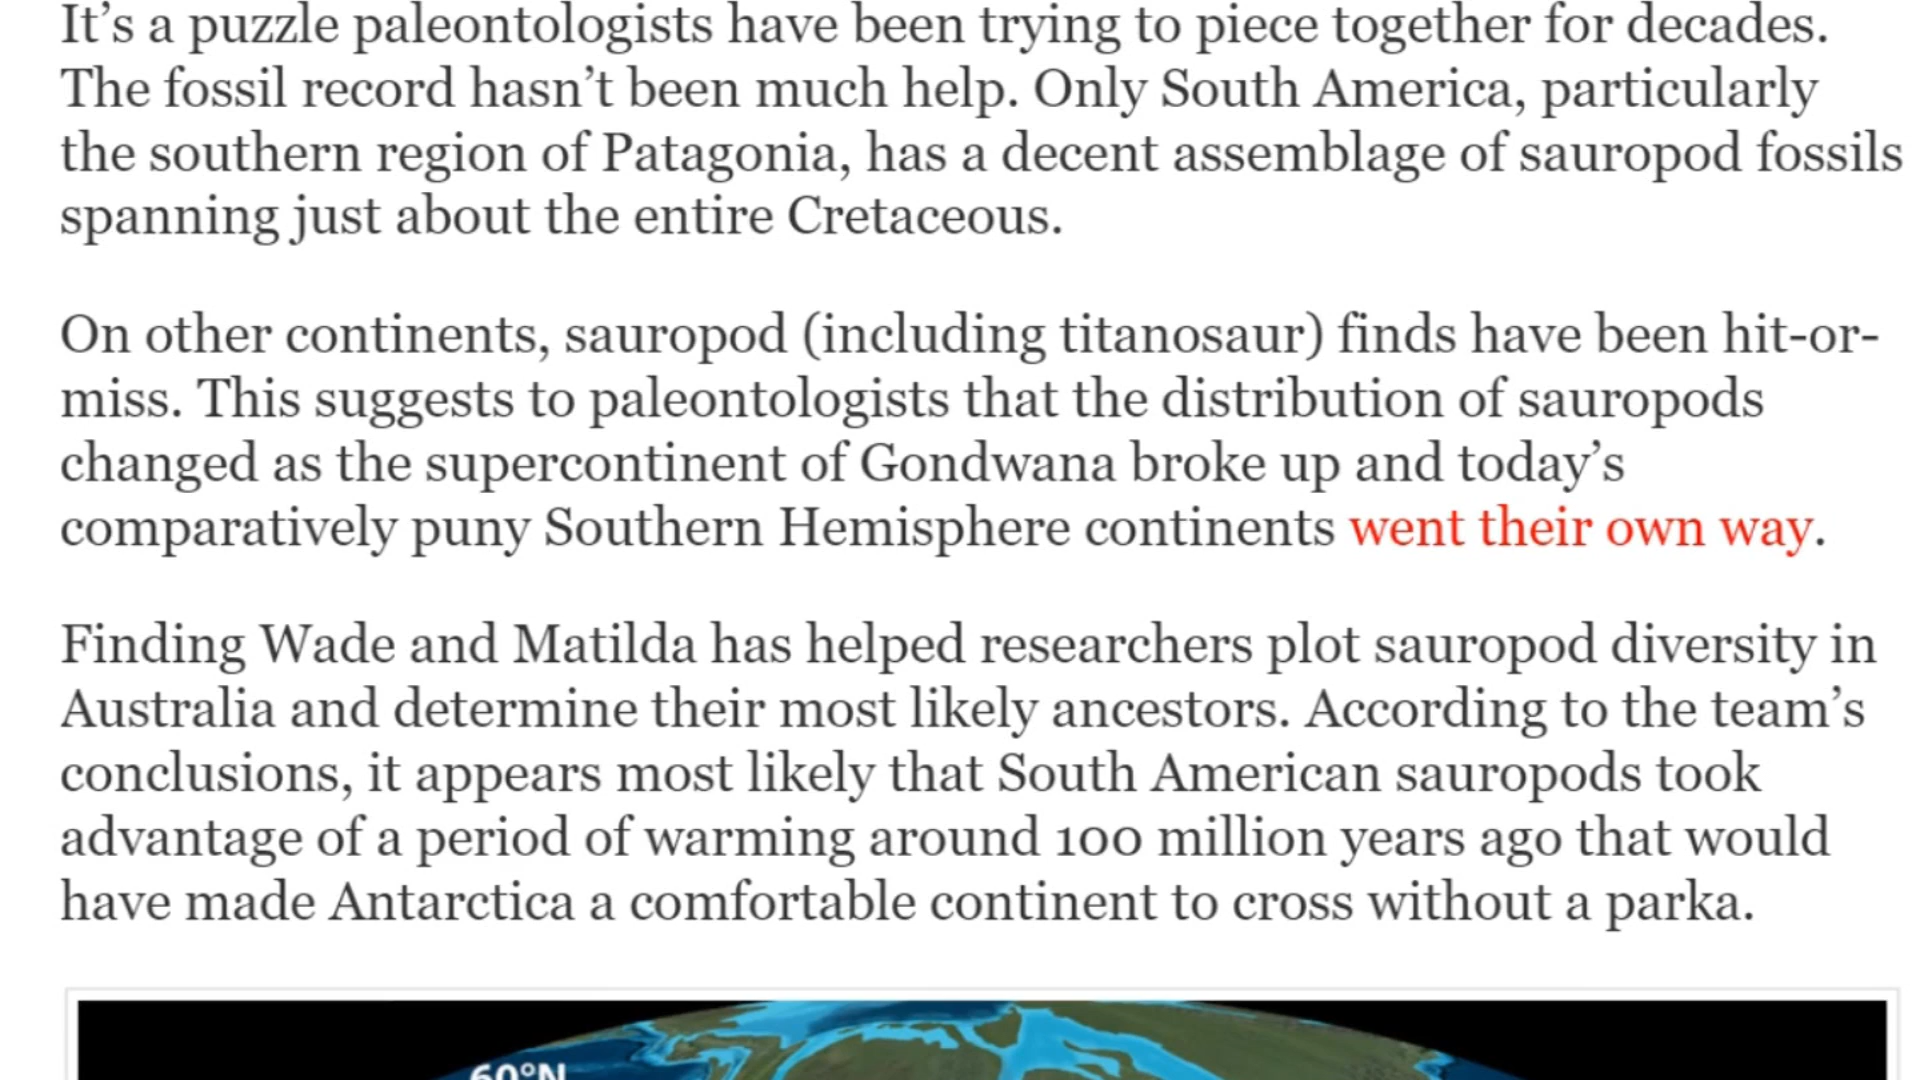 It’s a puzzle paleontologists have been trying to piece together for decades.
The fossil record hasn’t been much help. Only South America, particularly
the southern region of Patagonia, has a decent assemblage of sauropod fossils
spanning just about the entire Cretaceous.
On other continents, sauropod (including titanosaur) finds have been hit-or-
miss. This suggests to paleontologists that the distribution of sauropods
changed as the supercontinent of Gondwana broke up and today’s
comparatively puny Southern Hemisphere continents went their own way.
Finding Wade and Matilda has helped researchers plot sauropod diversity in
Australia and determine their most likely ancestors. According to the team’s
conclusions, it appears most likely that South American sauropods took
advantage of a period of warming around 100 million years ago that would
have made Antarctica a comfortable continent to cross without a parka.
60°N